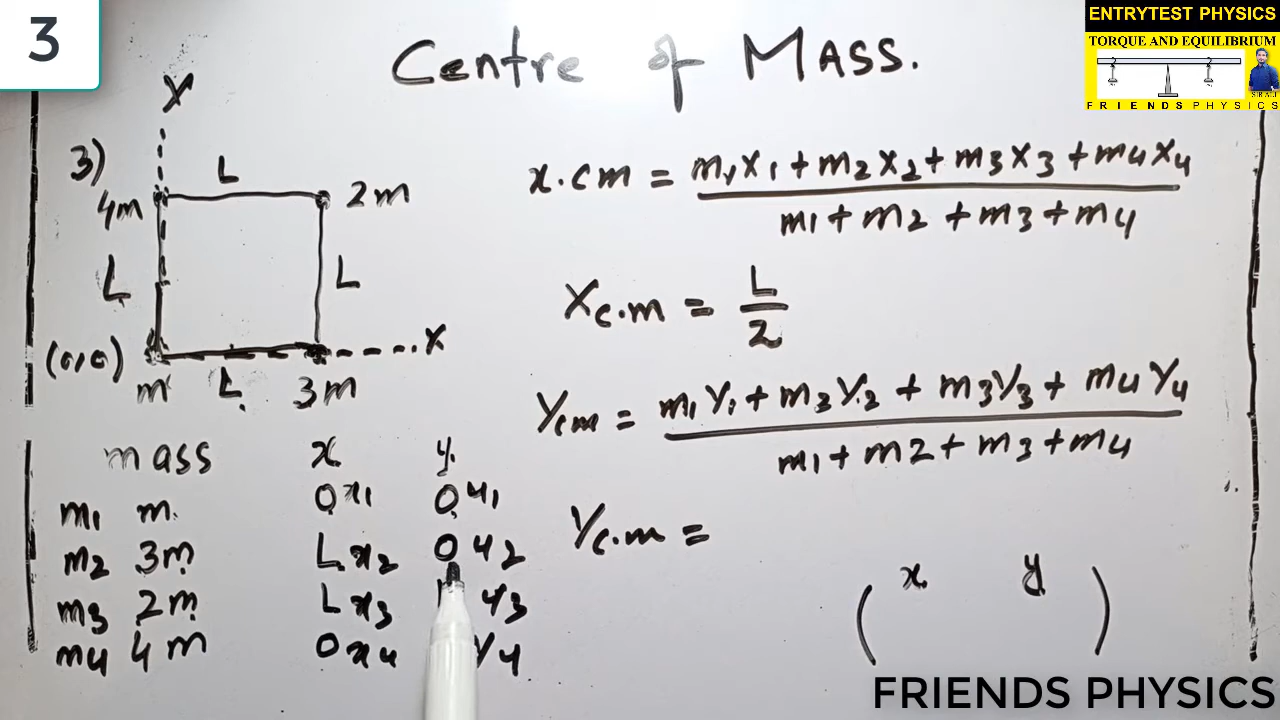 3
ENTRYTEST PHYSICS
TORQUE AND EQUILIBRIUM
SIR ALI
FRIENDS PHYSICS
Centre of MASS.
Y
3)
L
4m
2m
L
L
(0,0)
X
m
L
3m
x.cm = m1x1 + m2x2 + m3x3 + m4x4
m1 + m2 + m3 + m4
Xc.m = L
2
Ycm = m1Y1 + m3Y2 + m3Y3 + m4Y4
m1 + m2 + m3 + m4
Yc.m =
mass x y
m1 m 0 x1 0 y1
m2 3m L x2 0 y2
m3 2m L x3 y3
m4 4m 0 x4 Y4
( x y )
FRIENDS PHYSICS